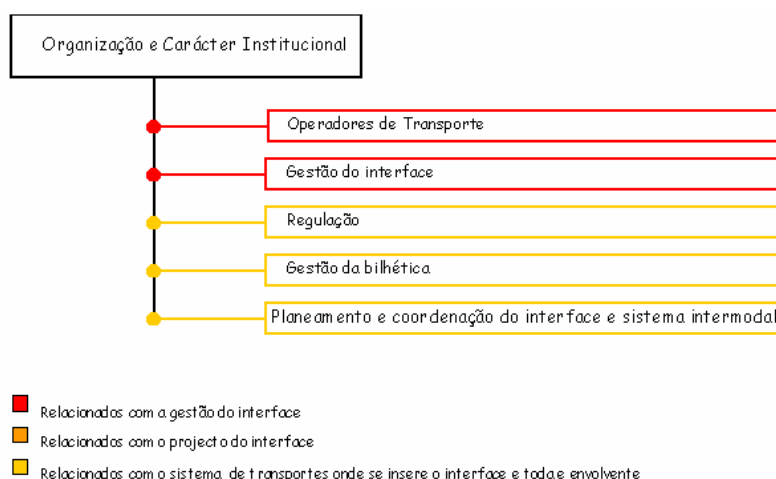 Organização e Carácter Institucional
Operadores de Transporte
Gestão do interface
Regulação
Gestão da bilhética
Planeamento e coordenação do interface e sistema intermodal
Relacionados com a gestão do interface
Relacionados com o projecto do interface
Relacionados com o sistema de transportes onde se insere o interface e toda e envolvente